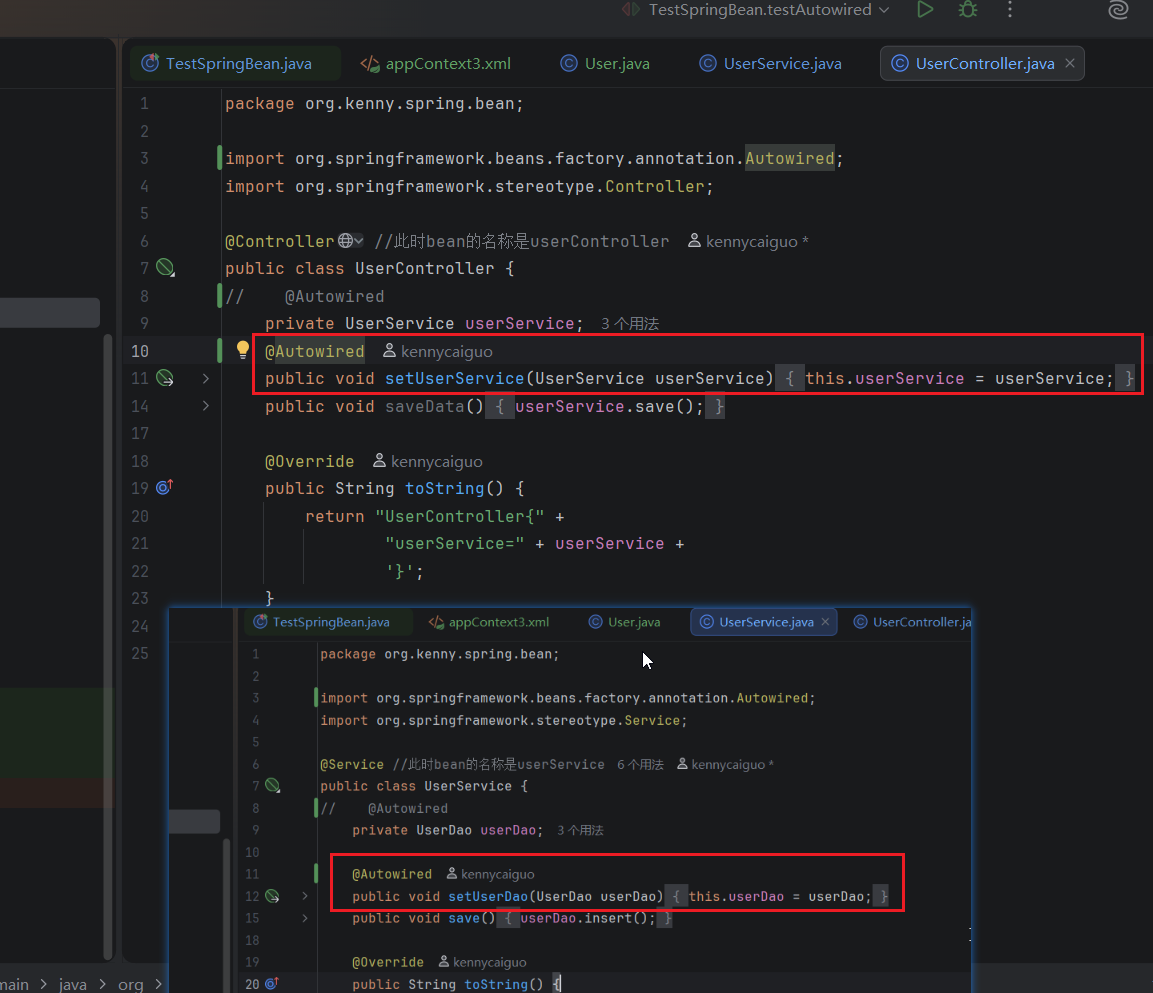 TestSpringBean.testAutowired
TestSpringBean.java appContext3.xml User.java UserService.java UserController.java
1 package org.kenny.spring.bean;
2
3 import org.springframework.beans.factory.annotation.Autowired;
4 import org.springframework.stereotype.Controller;
5
6 @Controller //此时bean的名称是userController kennycaiguo *
7 public class UserController {
8 // @Autowired
9 private UserService userService; 3 个用法
10 @Autowired kennycaiguo
11 public void setUserService(UserService userService) { this.userService = userService; }
14 public void saveData() { userService.save(); }
17
18 @Override kennycaiguo
19 public String toString() {
20 return "UserController{" +
21 "userService=" + userService +
22 '}';
23 }
24
25
TestSpringBean.java appContext3.xml User.java UserService.java UserController.ja
1 package org.kenny.spring.bean;
2
3 import org.springframework.beans.factory.annotation.Autowired;
4 import org.springframework.stereotype.Service;
5
6 @Service //此时bean的名称是userService 6 个用法 kennycaiguo *
7 public class UserService {
8 // @Autowired
9 private UserDao userDao; 3 个用法
10
11 @Autowired kennycaiguo
12 public void setUserDao(UserDao userDao) { this.userDao = userDao; }
15 public void save() { userDao.insert(); }
18
19 @Override kennycaiguo
20 public String toString() {
main > java > org >